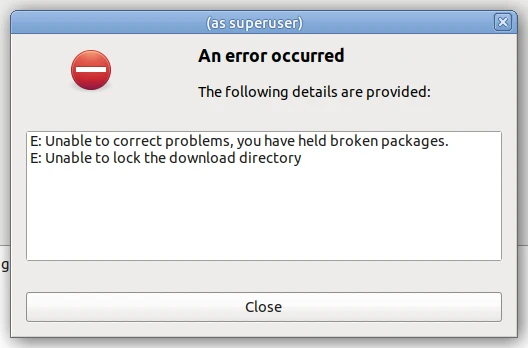 (as superuser)
An error occurred
The following details are provided:
E: Unable to correct problems, you have held broken packages.
E: Unable to lock the download directory
g
Close